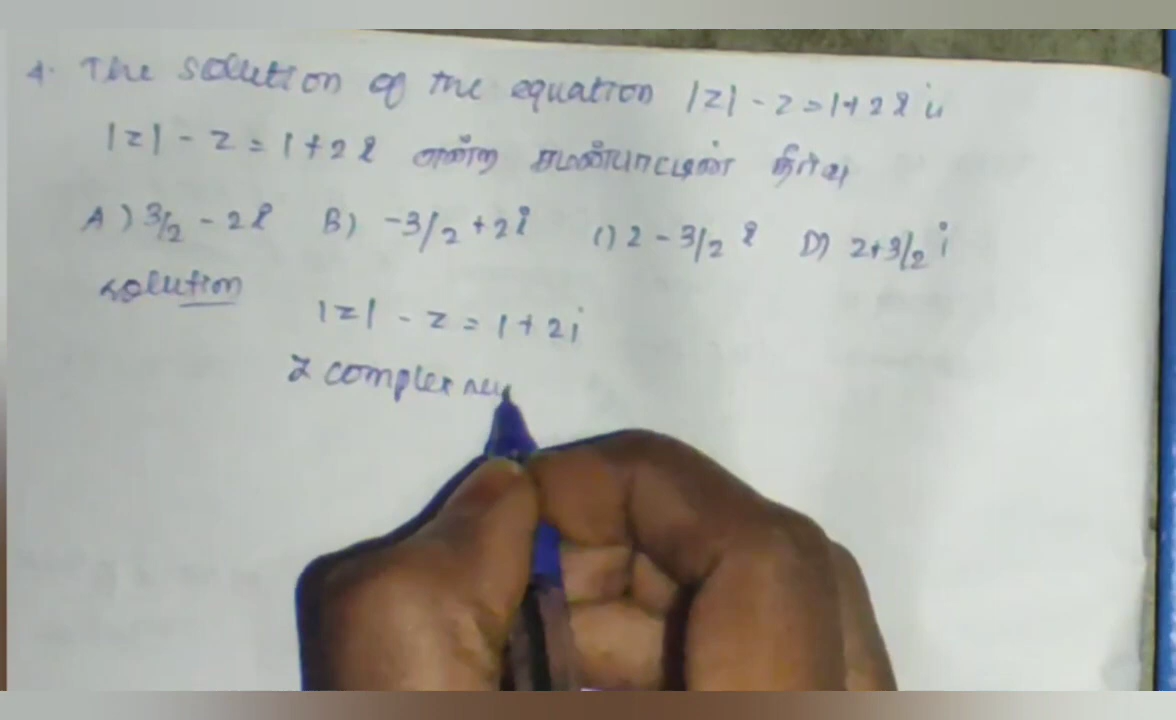 4. The solution of the equation |z| - z = 1 + 2i is
|z| - z = 1 + 2i என்ற சமன்பாட்டின் தீர்வு
A) 3/2 - 2i B) -3/2 + 2i C) 2 - 3/2 i D) 2 + 3/2 i
solution
|z| - z = 1 + 2i
z complex nu